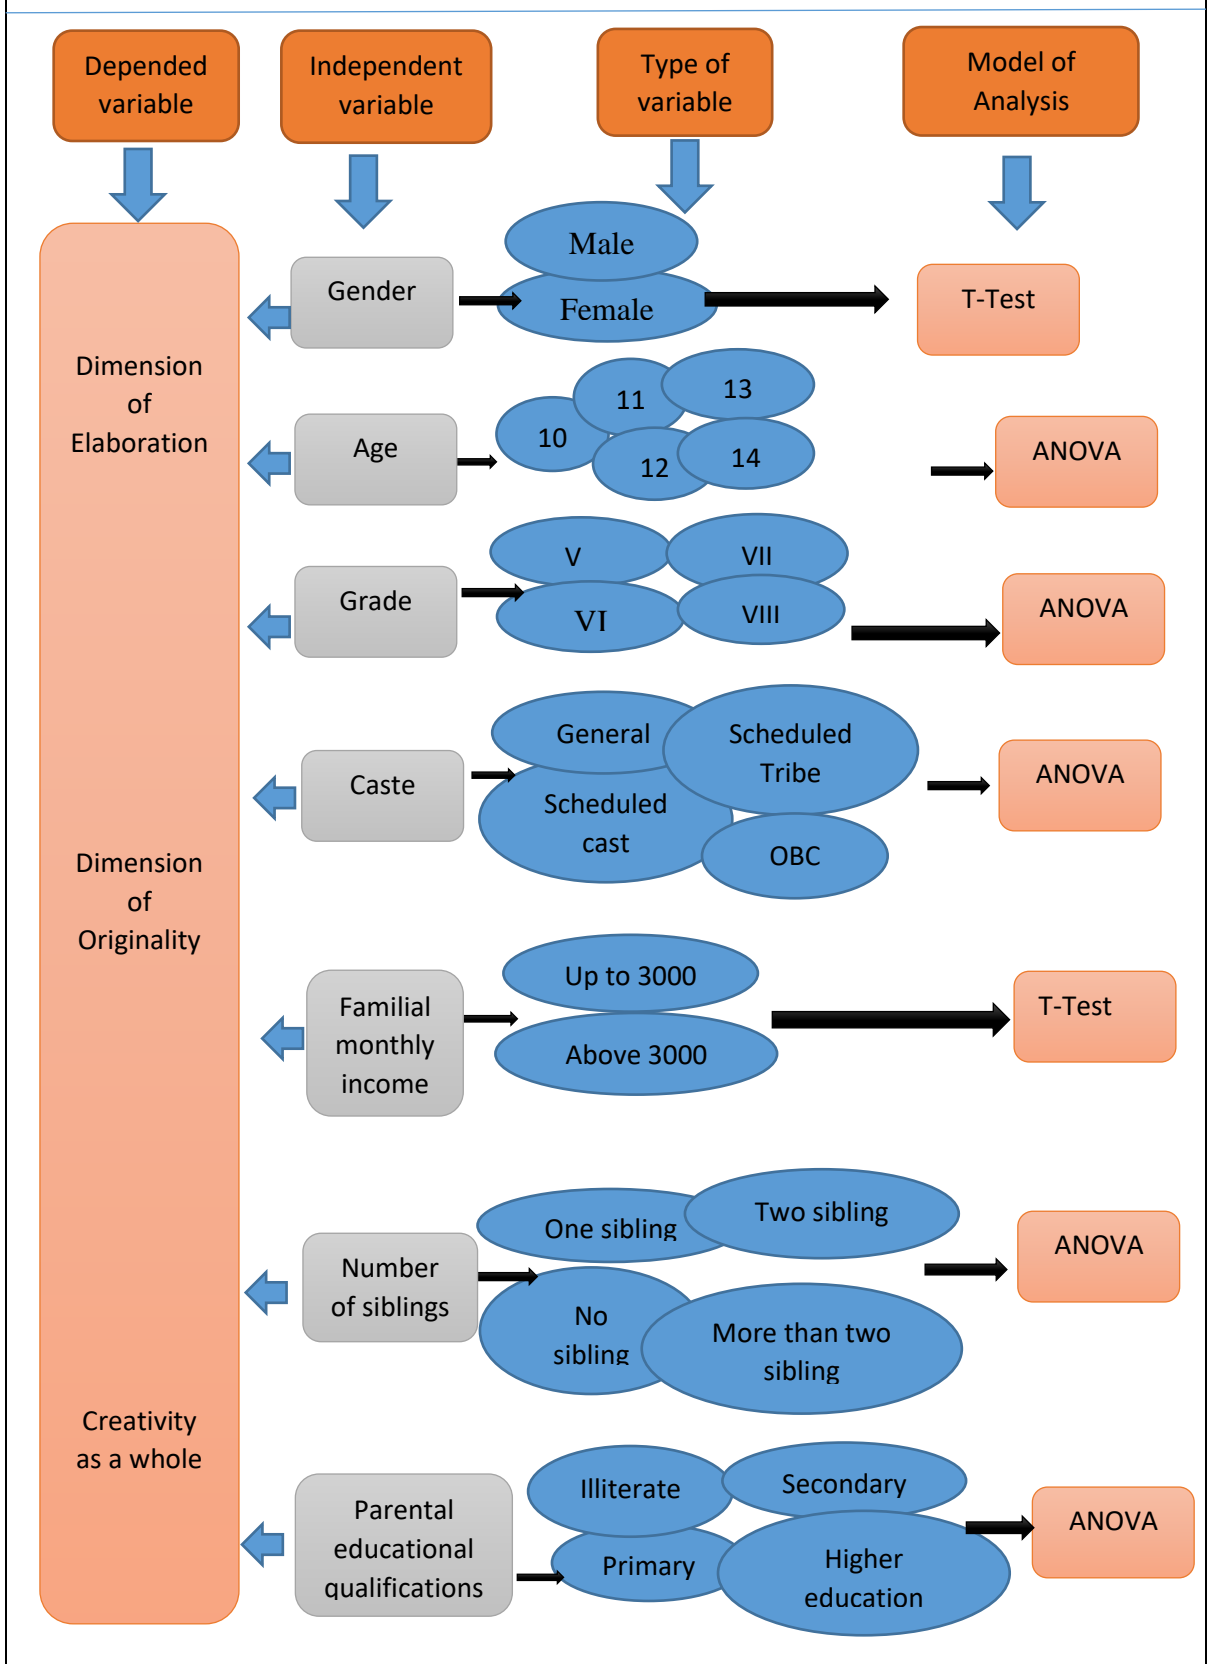 Depended
variable
Independent
variable
Type of
variable
Model of
Analysis
Dimension
of
Elaboration
Dimension
of
Originality
Creativity
as a whole
Gender
Male
Female
T-Test
Age
10
11
12
13
14
ANOVA
Grade
V
VI
VII
VIII
ANOVA
Caste
General
Scheduled
cast
Scheduled
Tribe
OBC
ANOVA
Familial
monthly
income
Up to 3000
Above 3000
T-Test
Number
of siblings
One sibling
Two sibling
No
sibling
More than two
sibling
ANOVA
Parental
educational
qualifications
Illiterate
Primary
Secondary
Higher
education
ANOVA